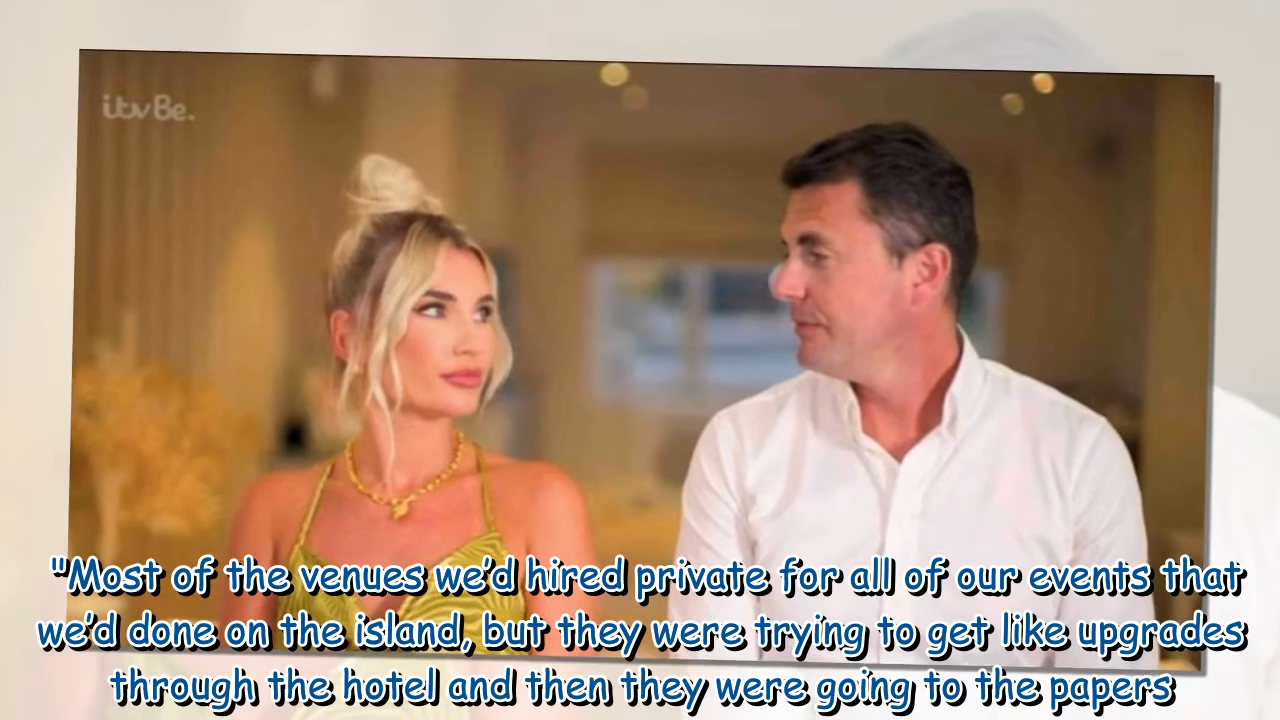 itvBe.
"Most of the venues we'd hired private for all of our events that
we'd done on the island, but they were trying to get like upgrades
through the hotel and then they were going to the papers